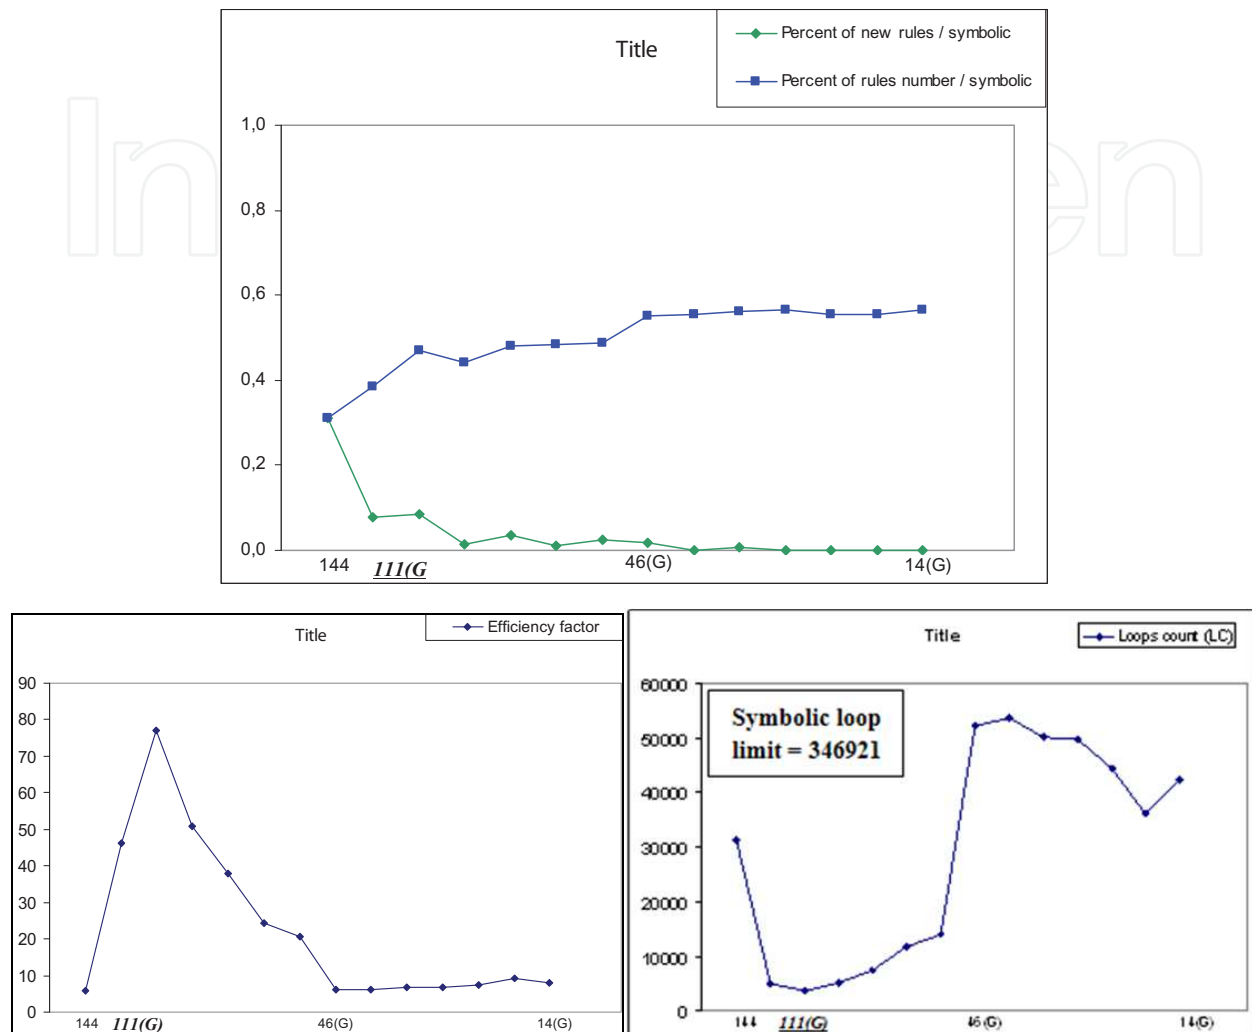 Title
Percent of new rules / symbolic
Percent of rules number / symbolic
1,0
0,8
0,6
0,4
0,2
0,0
144 111(G 46(G) 14(G)
Title
Efficiency factor
90
80
70
60
50
40
30
20
10
0
144 111(G) 46(G) 14(G)
Title
Loops count (LC)
Symbolic loop
limit = 346921
60000
50000
40000
30000
20000
10000
0
144 111(G) 46(G) 14(G)